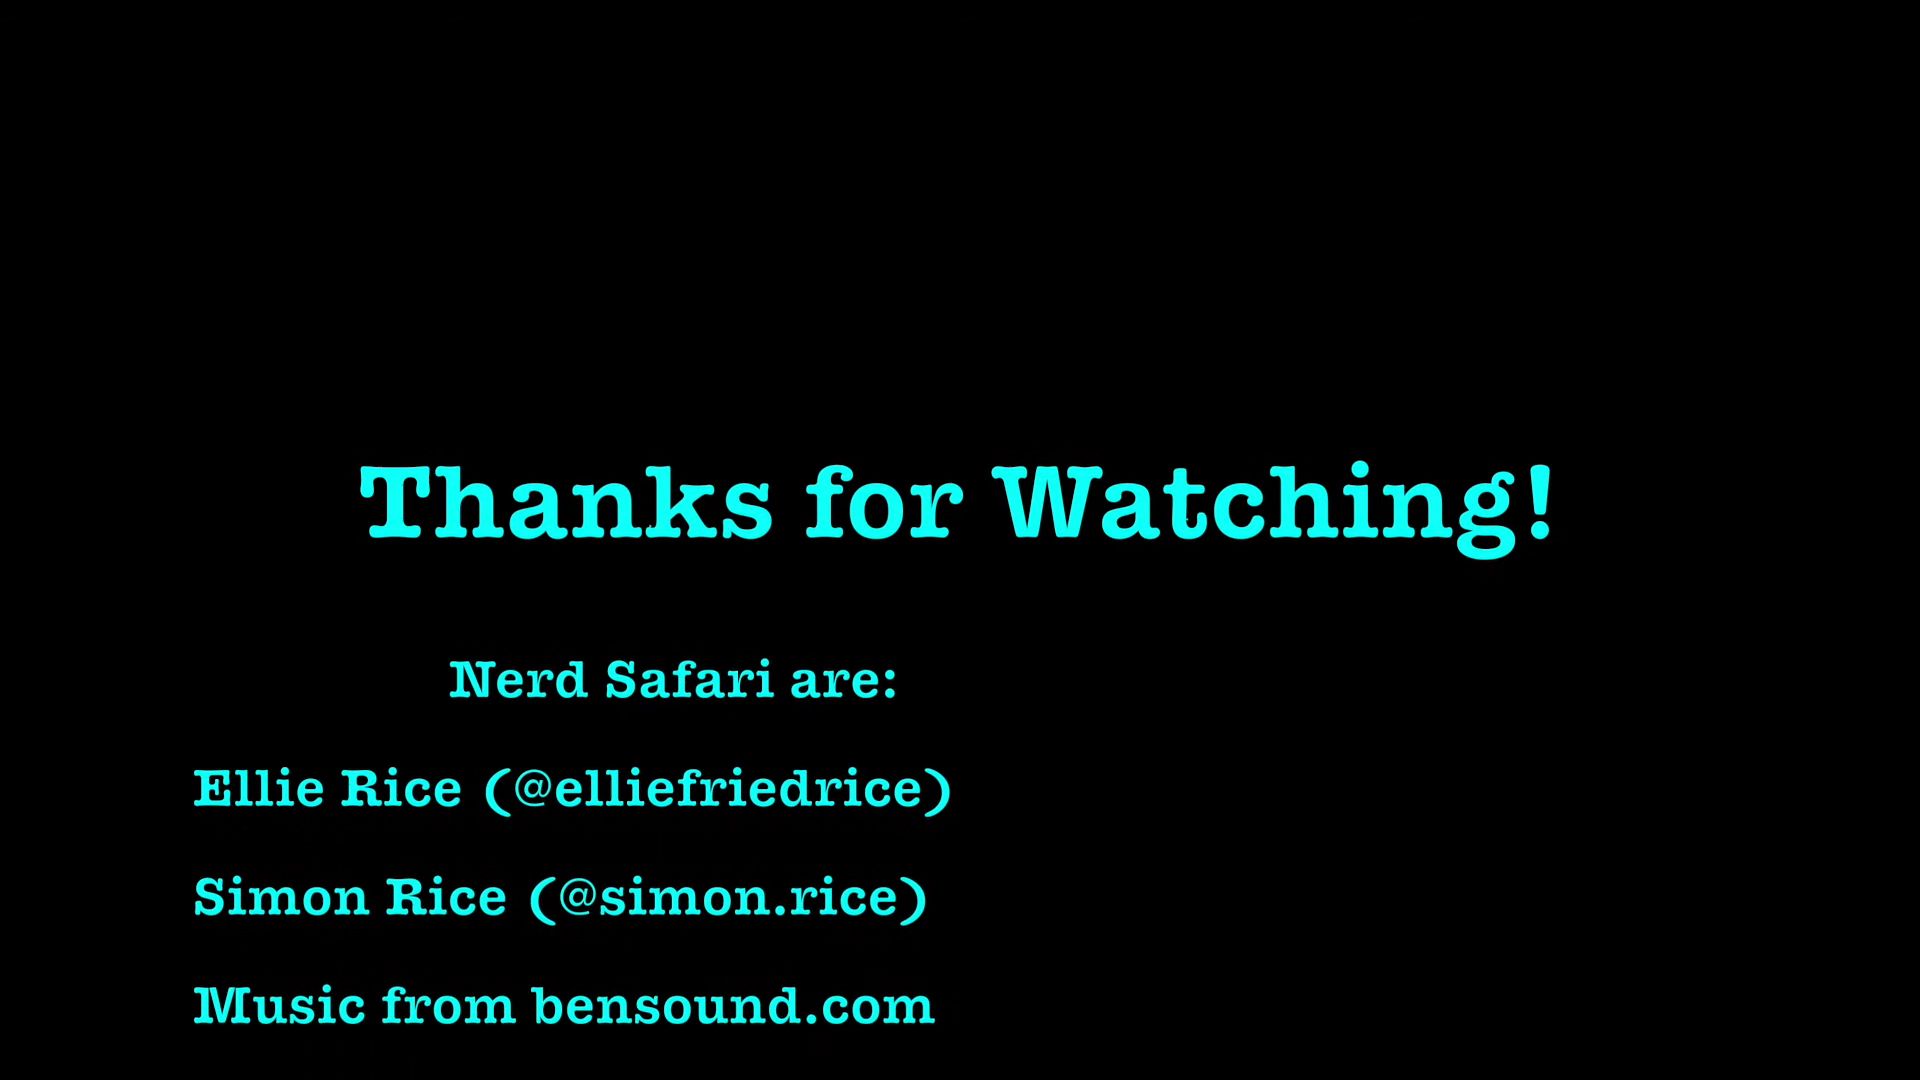 Thanks for Watching!
Nerd Safari are:
Ellie Rice (@elliefriedrice)
Simon Rice (@simon.rice)
Music from bensound.com